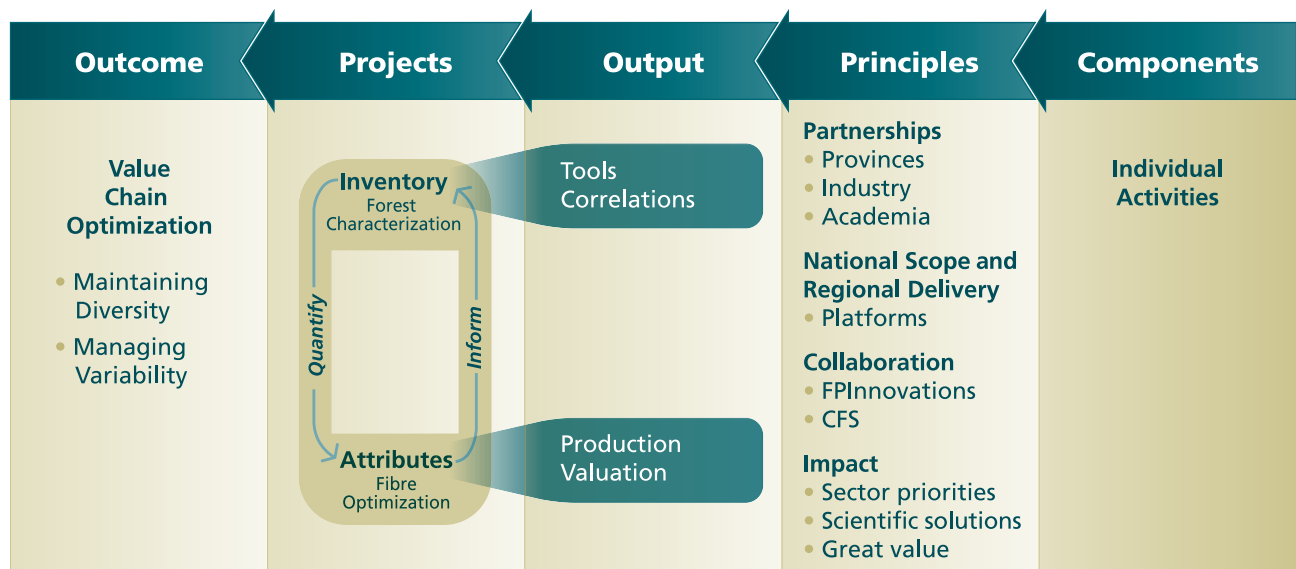 Outcome
Projects
Output
Principles
Components
Value
Chain
Optimization
• Maintaining
Diversity
• Managing
Variability
Inventory
Forest
Characterization
Quantify
Inform
Attributes
Fibre
Optimization
Tools
Correlations
Production
Valuation
Partnerships
• Provinces
• Industry
• Academia
National Scope and
Regional Delivery
• Platforms
Collaboration
• FPInnovations
• CFS
Impact
• Sector priorities
• Scientific solutions
• Great value
Individual
Activities